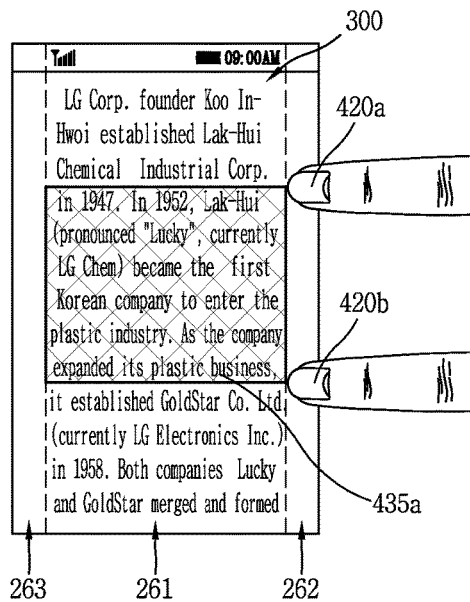 300
09:00AM
420a
LG Corp. founder Koo In-
Hwoi established Lak-Hui
Chemical Industrial Corp.
in 1947. In 1952, Lak-Hui
(pronounced "Lucky", currently
LG Chem) became the first
Korean company to enter the
plastic industry. As the company
expanded its plastic business,
it established GoldStar Co. Ltd
(currently LG Electronics Inc.)
in 1958. Both companies Lucky
and GoldStar merged and formed
420b
435a
263 261 262